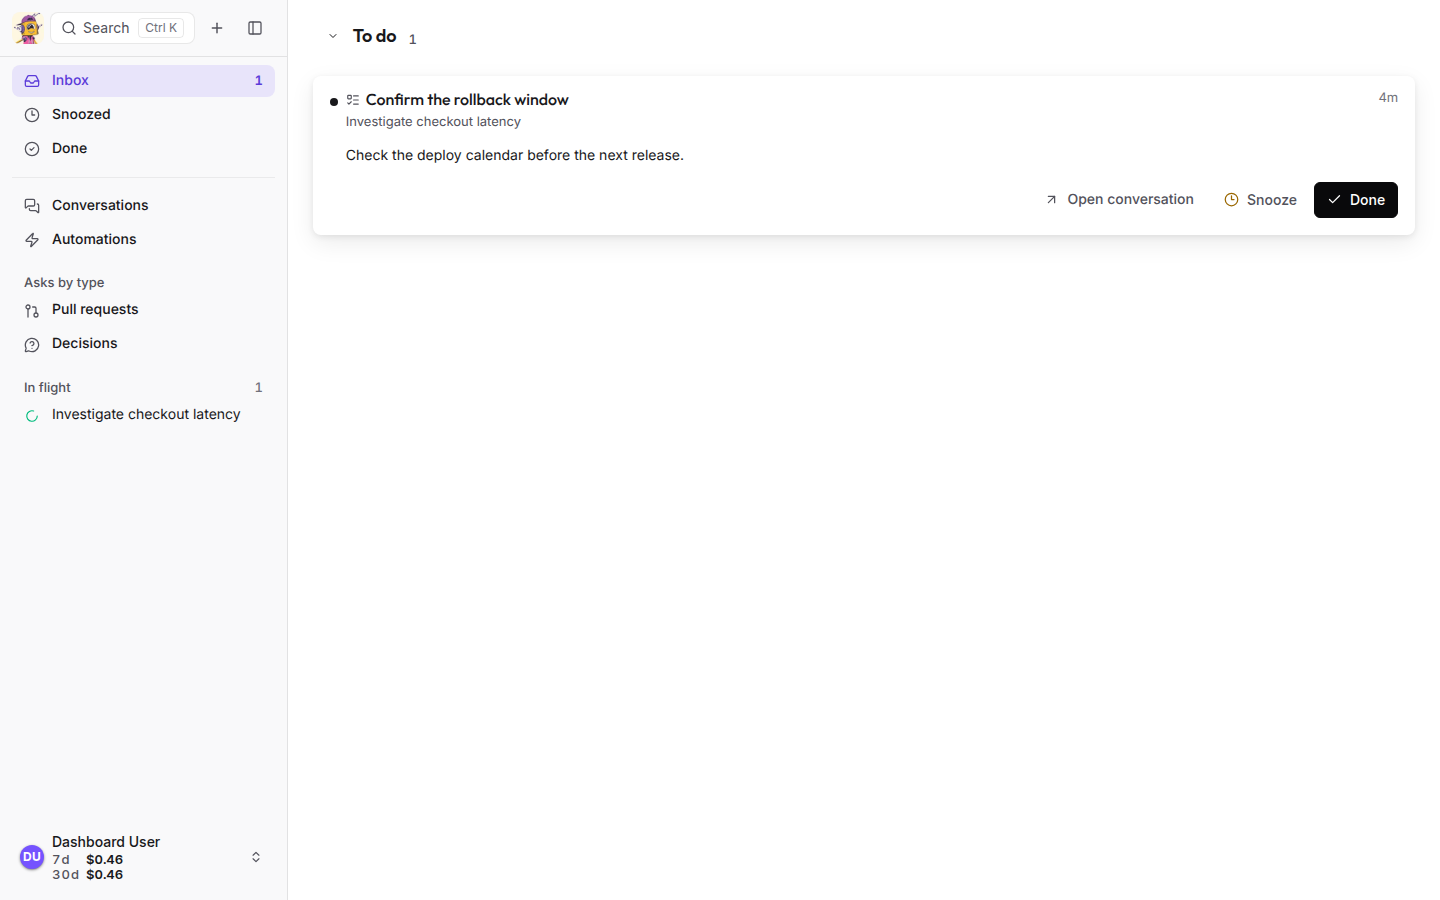 Search Ctrl K
Inbox 1
Snoozed
Done
Conversations
Automations
Asks by type
Pull requests
Decisions
In flight 1
Investigate checkout latency
DU
Dashboard User
7d $0.46
30d $0.46
To do 1
Confirm the rollback window 4m
Investigate checkout latency
Check the deploy calendar before the next release.
Open conversation Snooze Done